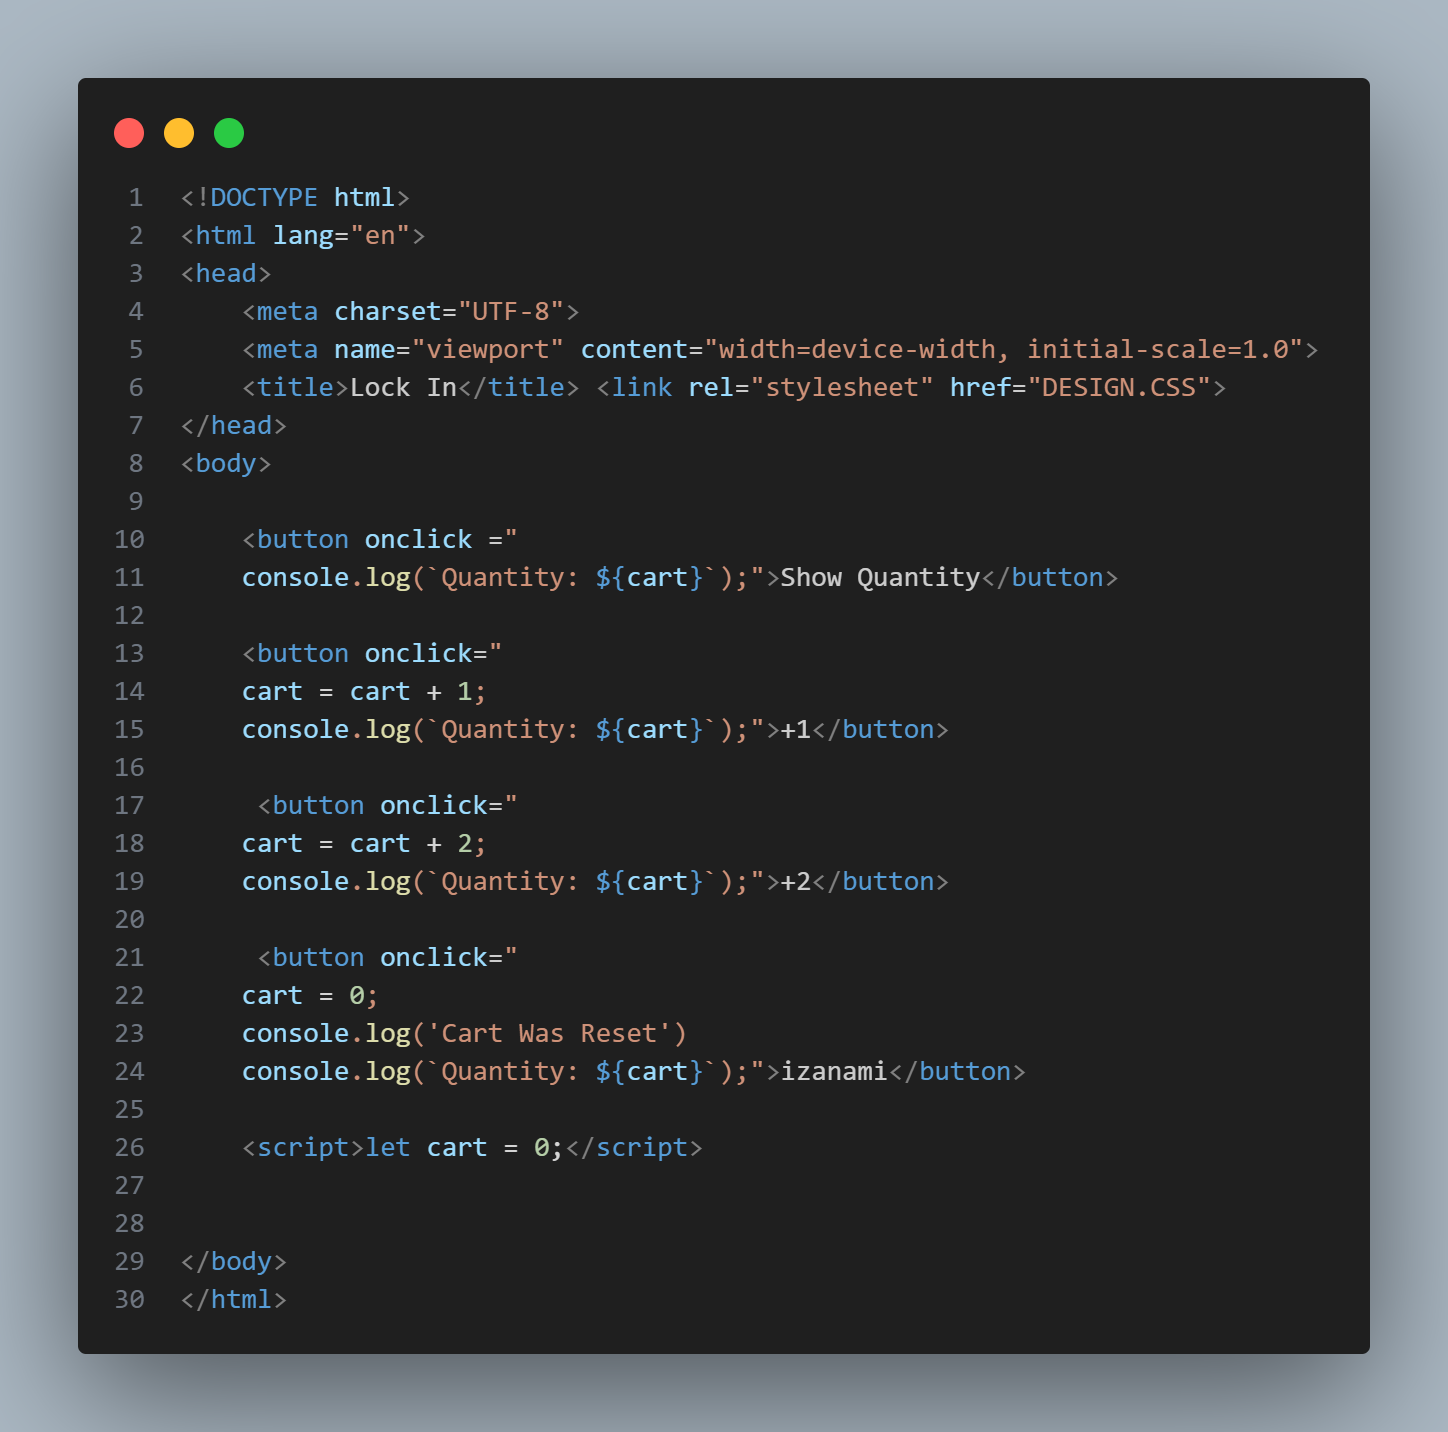 1 <!DOCTYPE html>
2 <html lang="en">
3 <head>
4     <meta charset="UTF-8">
5     <meta name="viewport" content="width=device-width, initial-scale=1.0">
6     <title>Lock In</title> <link rel="stylesheet" href="DESIGN.CSS">
7 </head>
8 <body>
9
10     <button onclick ="
11     console.log(`Quantity: ${cart}`);">Show Quantity</button>
12
13     <button onclick="
14     cart = cart + 1;
15     console.log(`Quantity: ${cart}`);">+1</button>
16
17      <button onclick="
18     cart = cart + 2;
19     console.log(`Quantity: ${cart}`);">+2</button>
20
21      <button onclick="
22     cart = 0;
23     console.log('Cart Was Reset')
24     console.log(`Quantity: ${cart}`);">izanami</button>
25
26     <script>let cart = 0;</script>
27
28
29 </body>
30 </html>